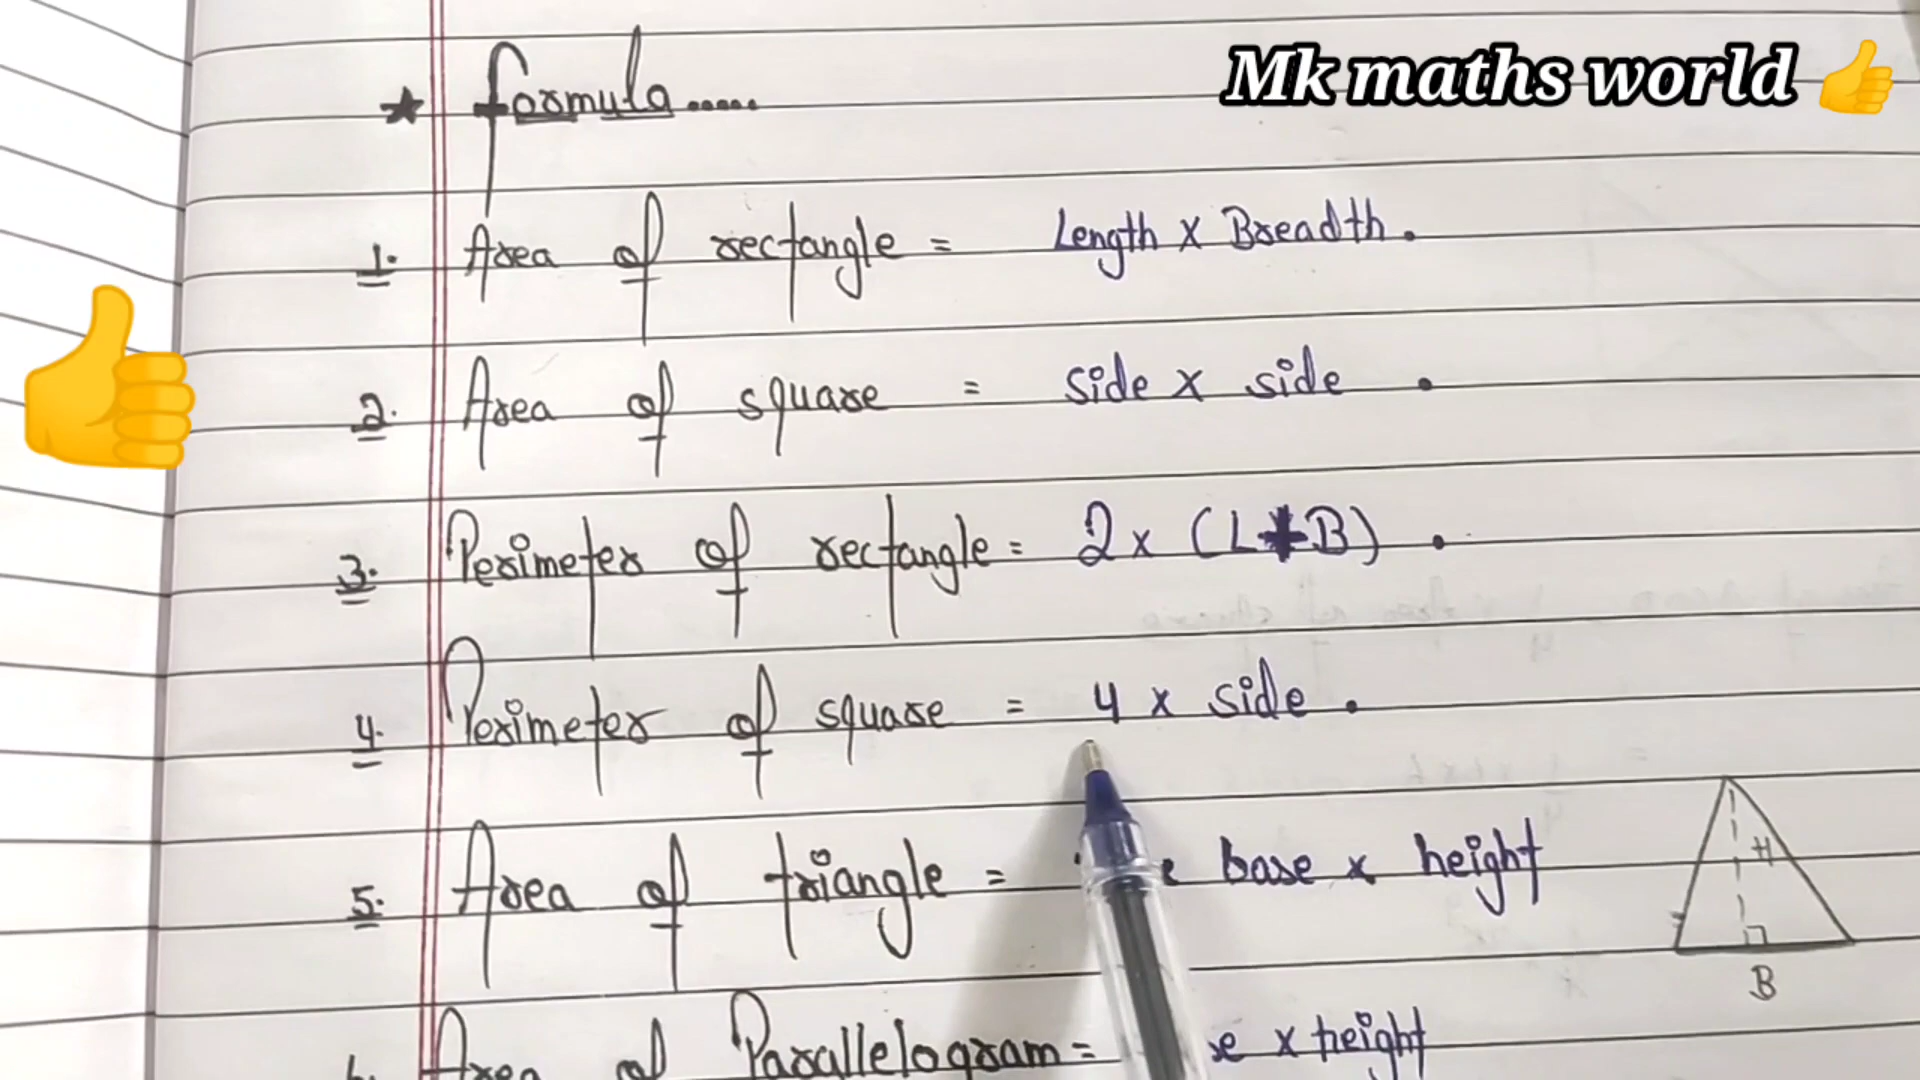 Mk maths world
★ formula.....
1. Area of rectangle = Length x Breadth.
2. Area of square = side x side .
3. Perimeter of rectangle = 2 x (L+B) .
4. Perimeter of square = 4 x side .
5. Area of triangle = base x height
H
B
6. Area of Parallelogram = x height